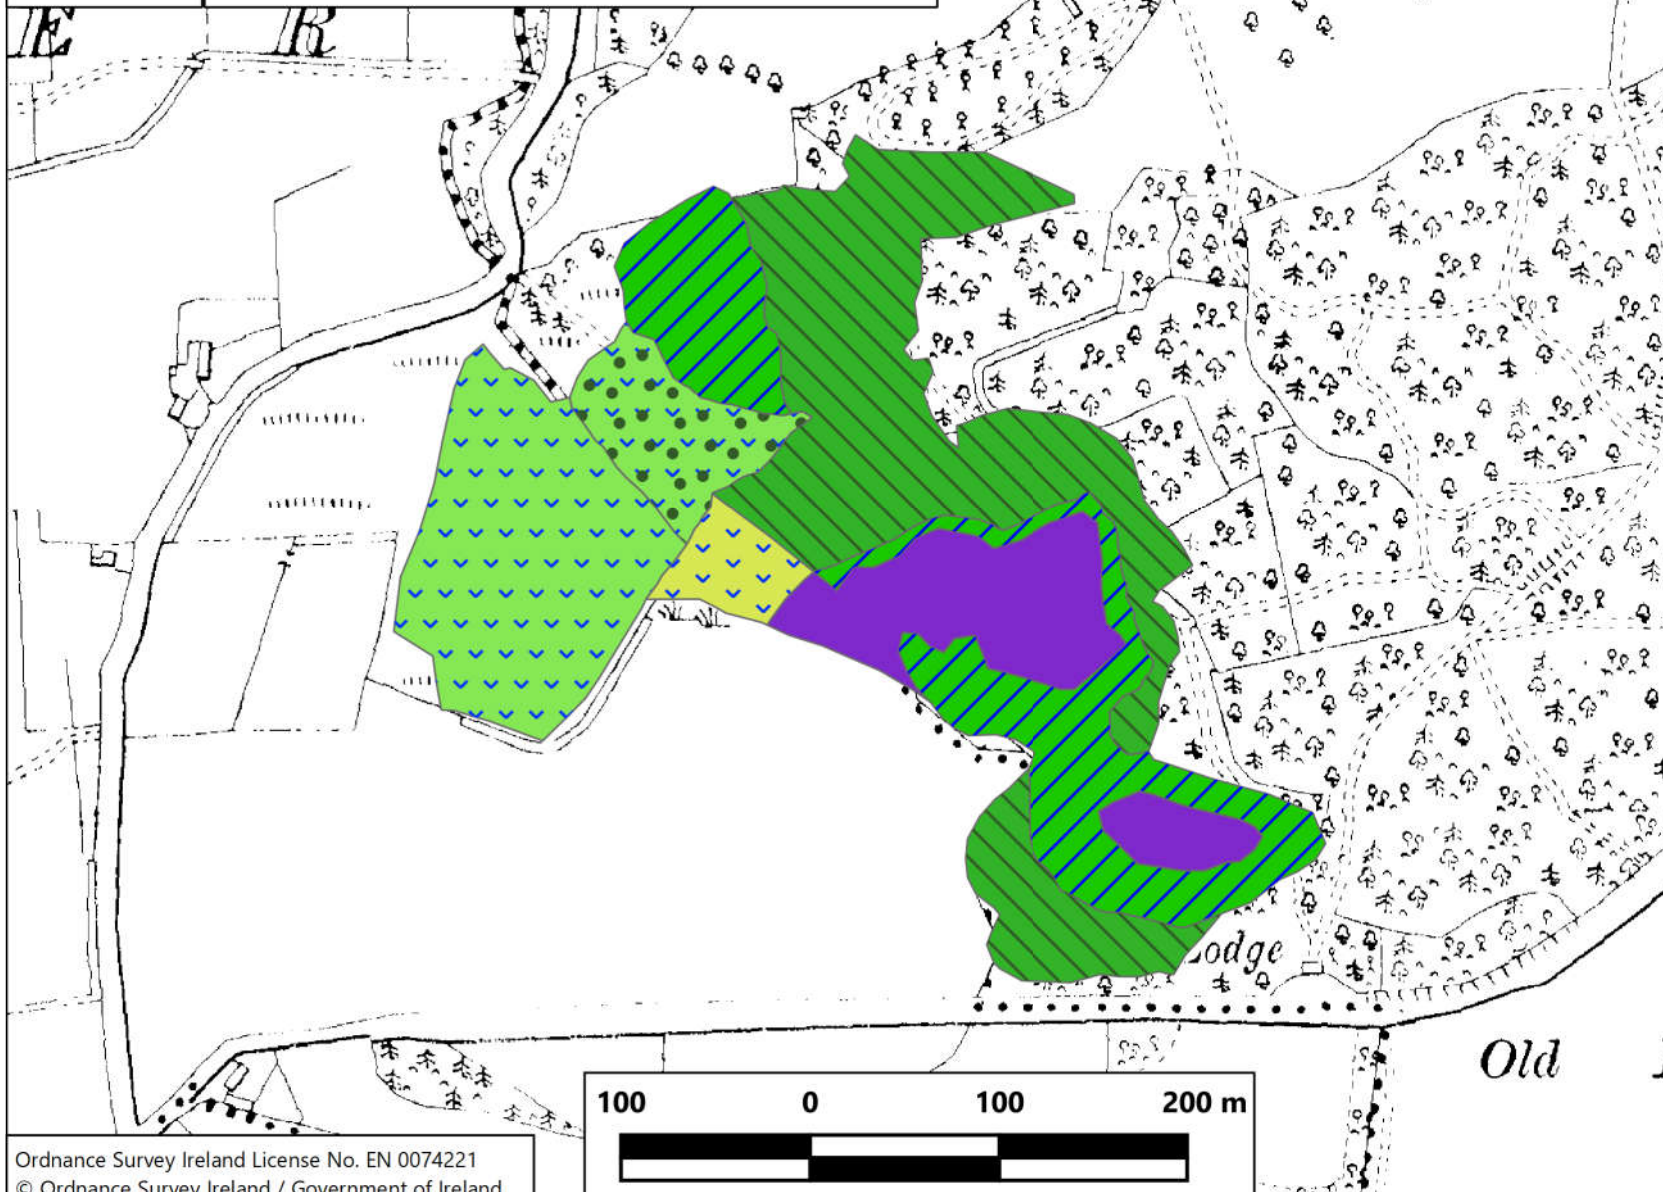 E R
Lodge
Old
100 0 100 200 m
Ordnance Survey Ireland License No. EN 0074221
© Ordnance Survey Ireland / Government of Ireland